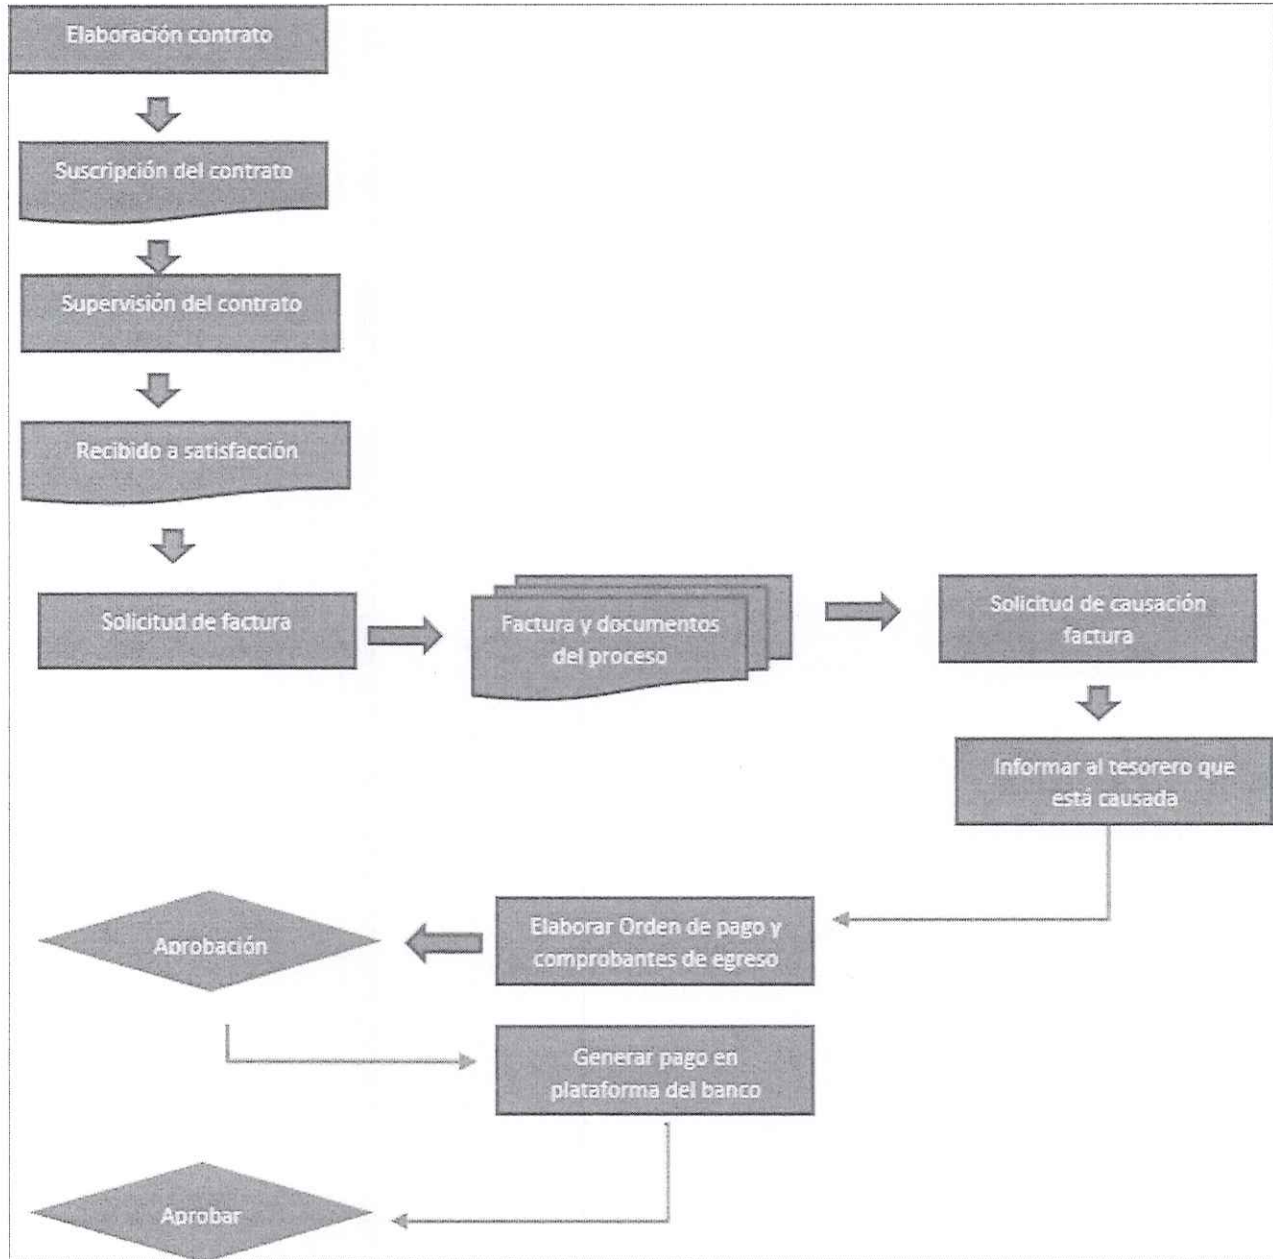 Elaboración contrato
Suscripción del contrato
Supervisión del contrato
Recibido a satisfacción
Solicitud de factura
Factura y documentos
del proceso
Solicitud de causación
factura
Informar al tesorero que
está causada
Elaborar Orden de pago y
comprobantes de egreso
Aprobación
Generar pago en
plataforma del banco
Aprobar